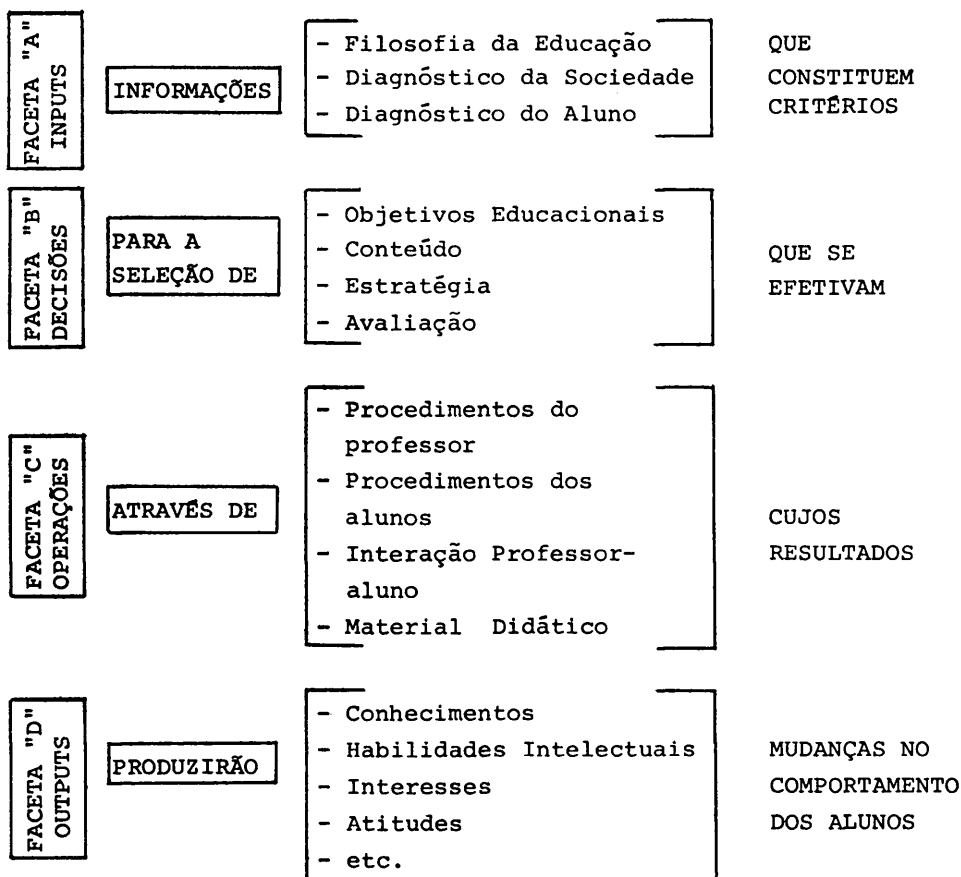 FACETA "A"
INPUTS
INFORMAÇÕES
- Filosofia da Educação
- Diagnóstico da Sociedade
- Diagnóstico do Aluno
QUE
CONSTITUEM
CRITÉRIOS
FACETA "B"
DECISÕES
PARA A
SELEÇÃO DE
- Objetivos Educacionais
- Conteúdo
- Estratégia
- Avaliação
QUE SE
EFETIVAM
FACETA "C"
OPERAÇÕES
ATRAVÉS DE
- Procedimentos do
professor
- Procedimentos dos
alunos
- Interação Professor-
aluno
- Material Didático
CUJOS
RESULTADOS
FACETA "D"
OUTPUTS
PRODUZIRÃO
- Conhecimentos
- Habilidades Intelectuais
- Interesses
- Atitudes
- etc.
MUDANÇAS NO
COMPORTAMENTO
DOS ALUNOS